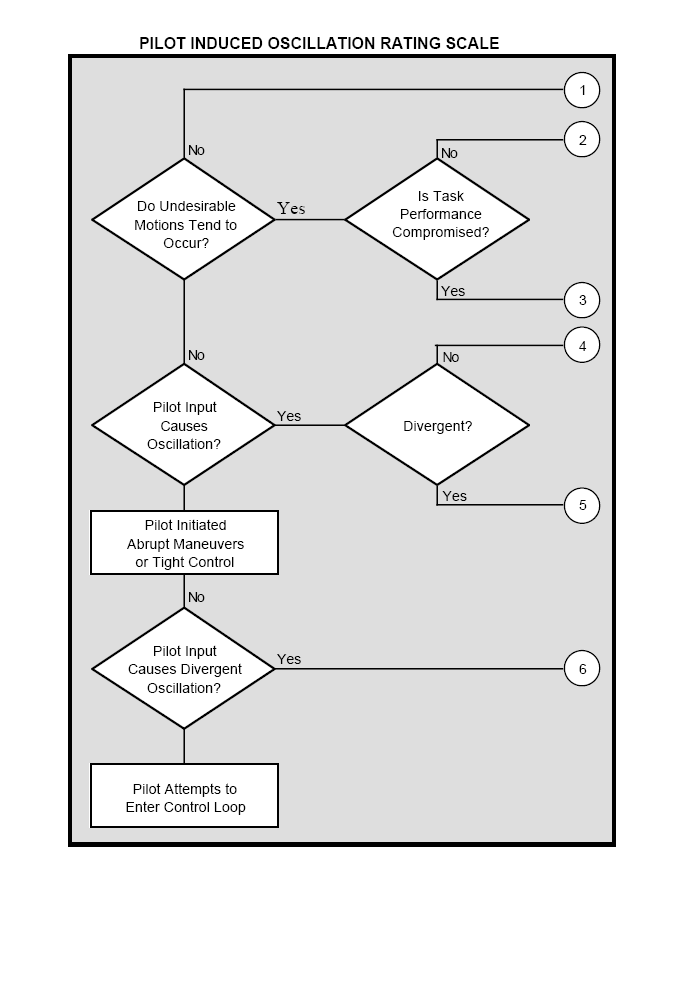 PILOT INDUCED OSCILLATION RATING SCALE
1
2
No
No
Do Undesirable
Motions Tend to
Occur?
Yes
Is Task
Performance
Compromised?
Yes
3
4
No
No
Pilot Input
Causes
Oscillation?
Yes
Divergent?
Yes
5
Pilot Initiated
Abrupt Maneuvers
or Tight Control
No
Pilot Input
Causes Divergent
Oscillation?
Yes
6
Pilot Attempts to
Enter Control Loop